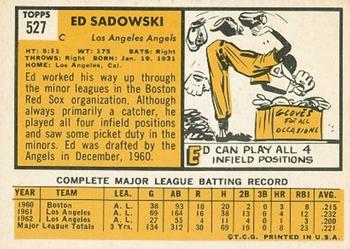 TOPPS
527
ED SADOWSKI
C Los Angeles Angels
HT: 5:11 WT: 175 BATS: Right
THROWS: Right BORN: Jan. 19, 1931
HOME: Los Angeles, Cal.
Ed worked his way up through
the minor leagues in the Boston
Red Sox organization. Although
always primarily a catcher, he
played all four infield positions
and saw some picket duty in the
minors. Ed was drafted by the
Angels in December, 1960.
GLOVES
FOR ALL
OCCASIONS
ED CAN PLAY ALL 4
INFIELD POSITIONS
COMPLETE MAJOR LEAGUE BATTING RECORD
YEAR TEAM LEA. G AB R H 2B 3B HR RBI AVG.
1960 Boston A. L. 38 93 10 20 2 0 3 8 .215
1961 Los Angeles A. L. 69 164 16 38 13 0 4 12 .232
1962 Los Angeles A. L. 27 55 4 11 4 0 1 3 .200
Major League Totals 3 Yrs. 134 312 30 69 19 0 8 23 .221
©T.C.G. PRINTED IN U.S.A.